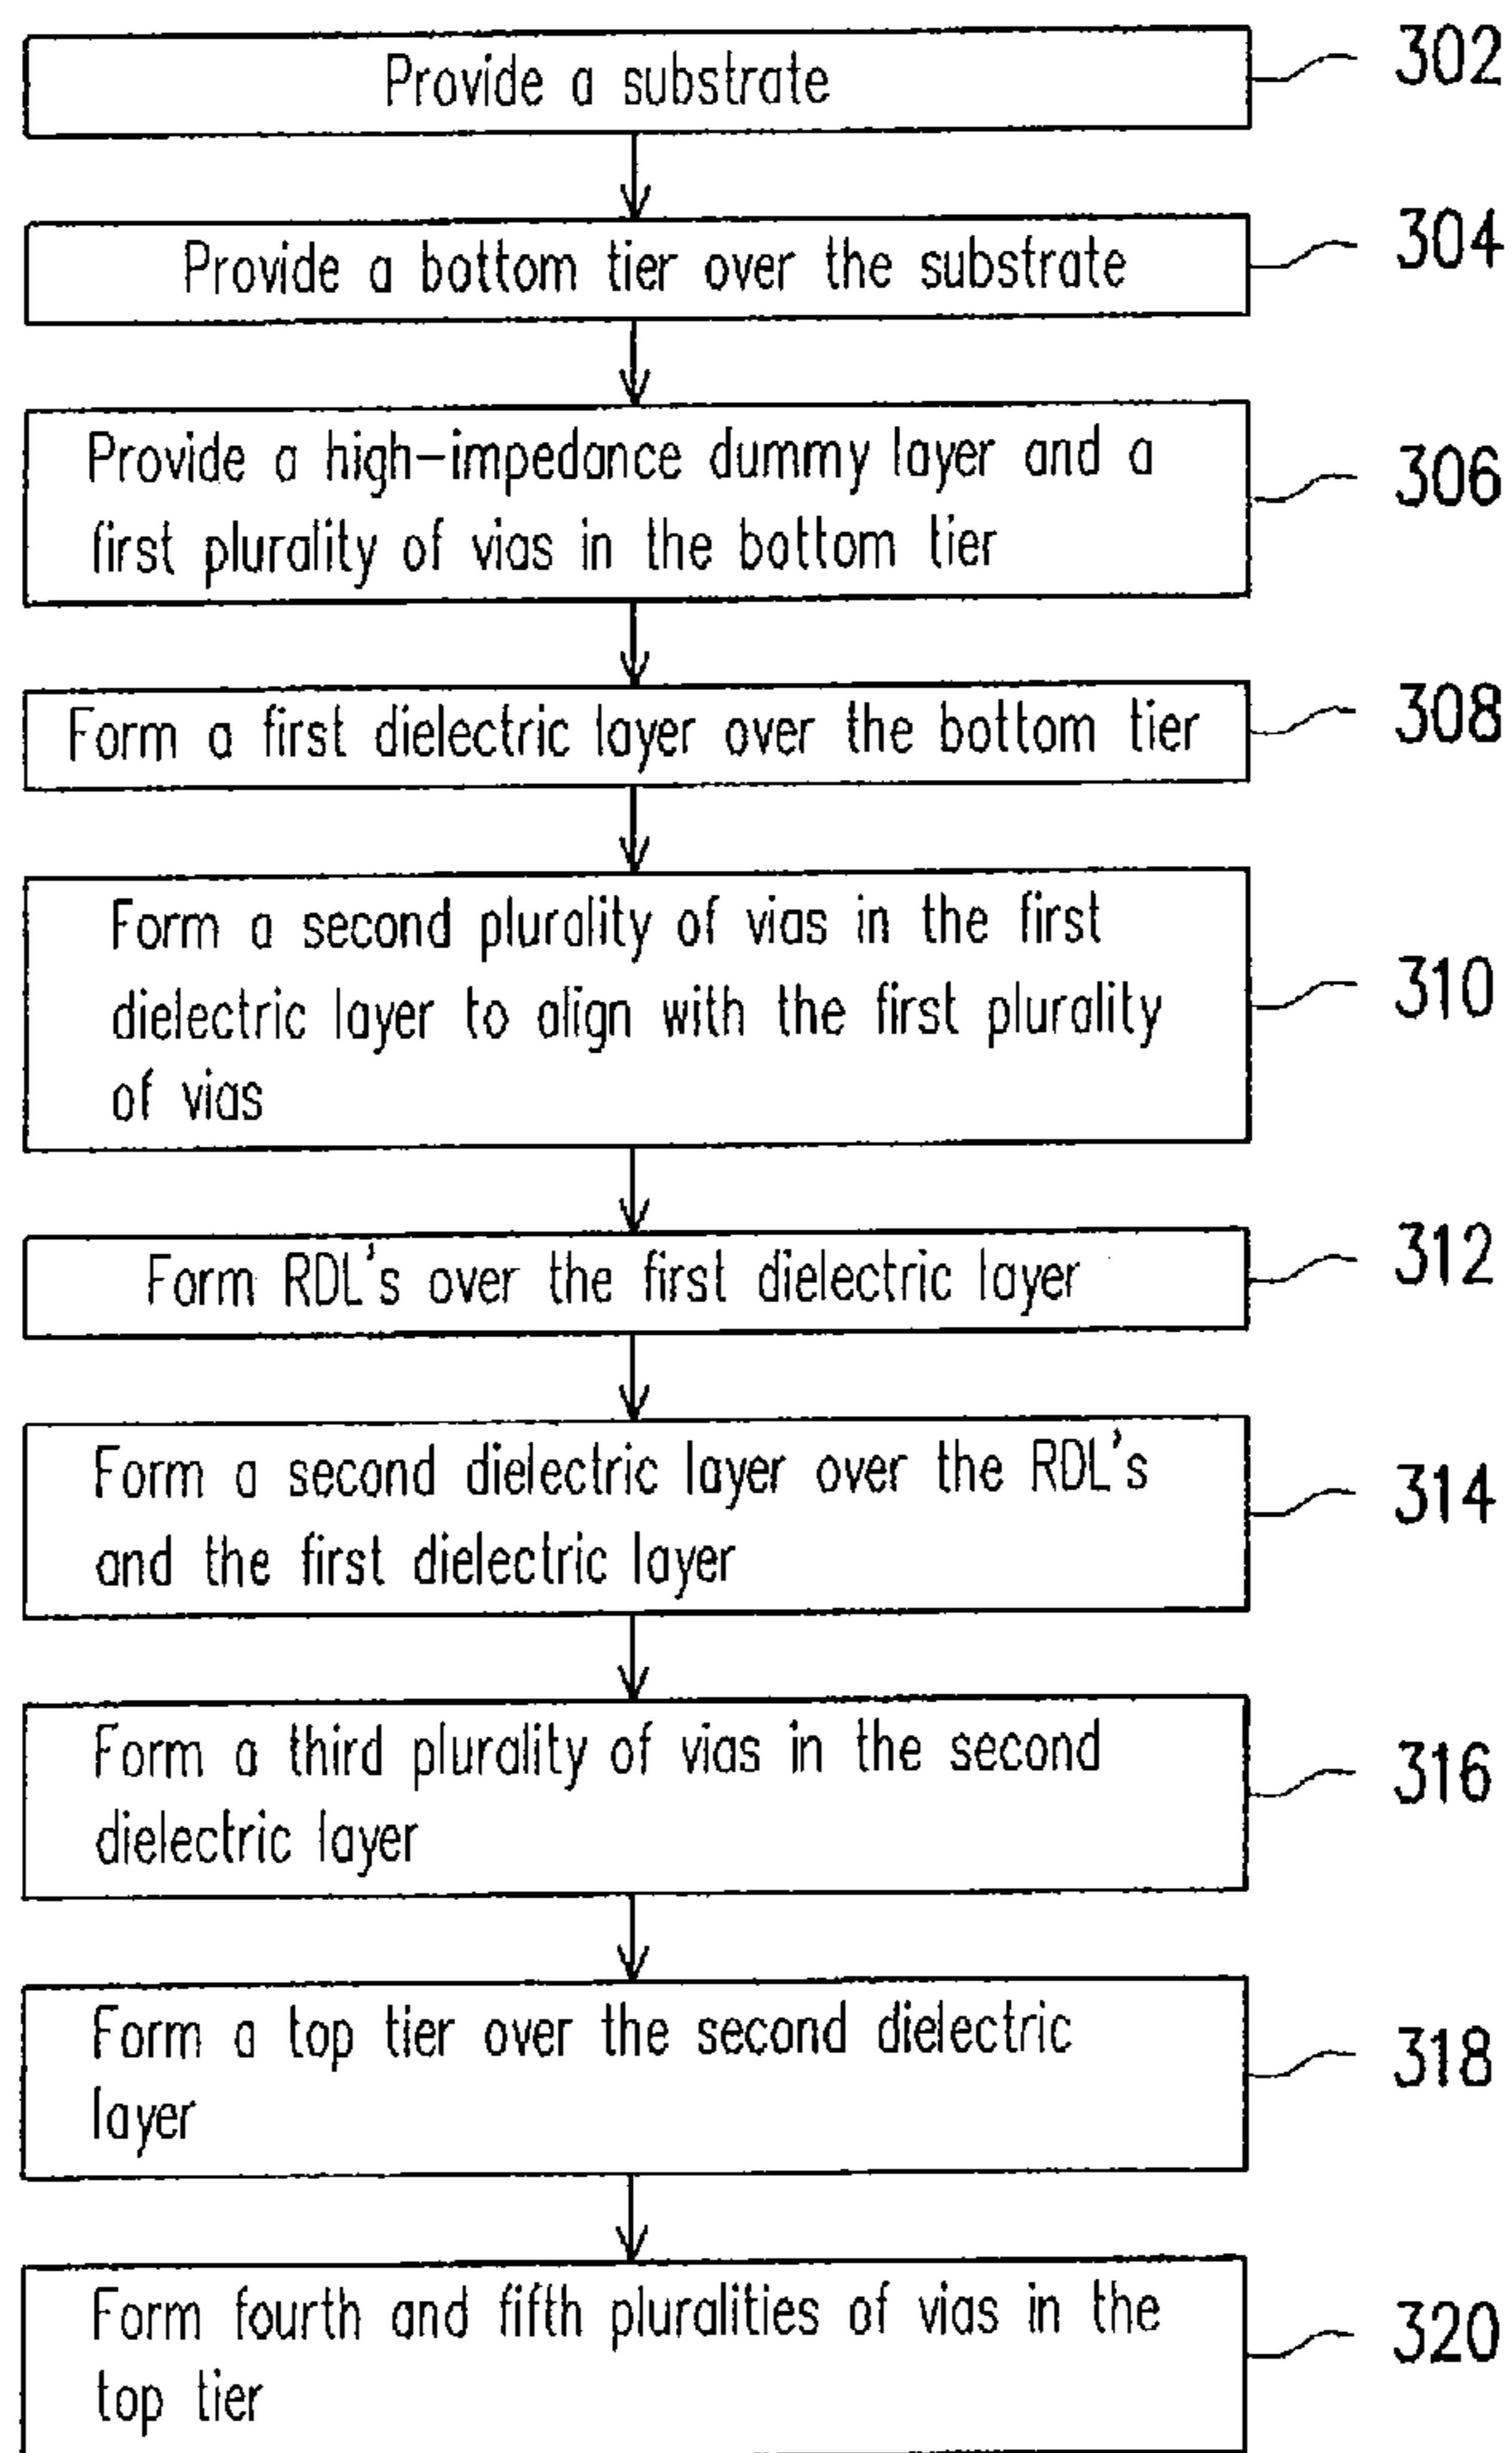 Provide a substrate
302
Provide a bottom tier over the substrate
304
Provide a high-impedance dummy layer and a
first plurality of vias in the bottom tier
306
Form a first dielectric layer over the bottom tier
308
Form a second plurality of vias in the first
dielectric layer to align with the first plurality
of vias
310
Form RDL's over the first dielectric layer
312
Form a second dielectric layer over the RDL's
and the first dielectric layer
314
Form a third plurality of vias in the second
dielectric layer
316
Form a top tier over the second dielectric
layer
318
Form fourth and fifth pluralities of vias in the
top tier
320